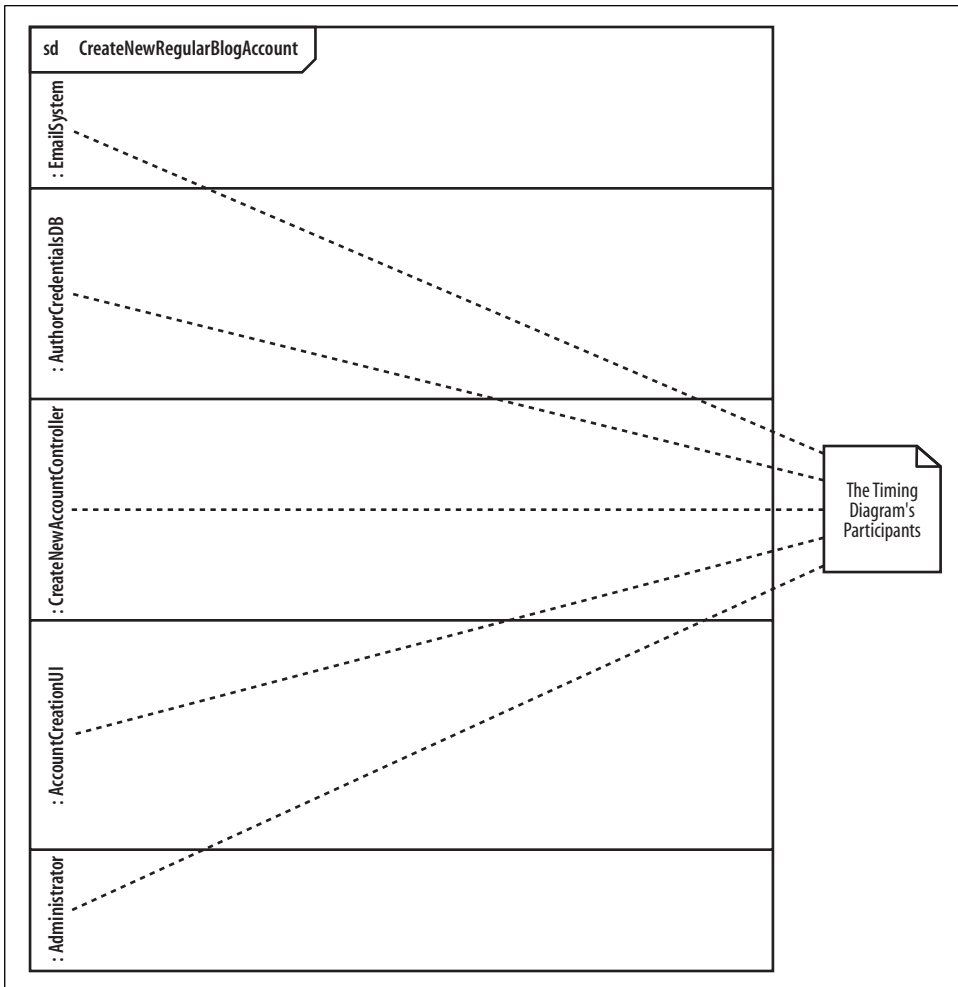 sd CreateNewRegularBlogAccount
: EmailSystem
: AuthorCredentialsDB
: CreateNewAccountController
: AccountCreationUI
: Administrator
The Timing
Diagram's
Participants